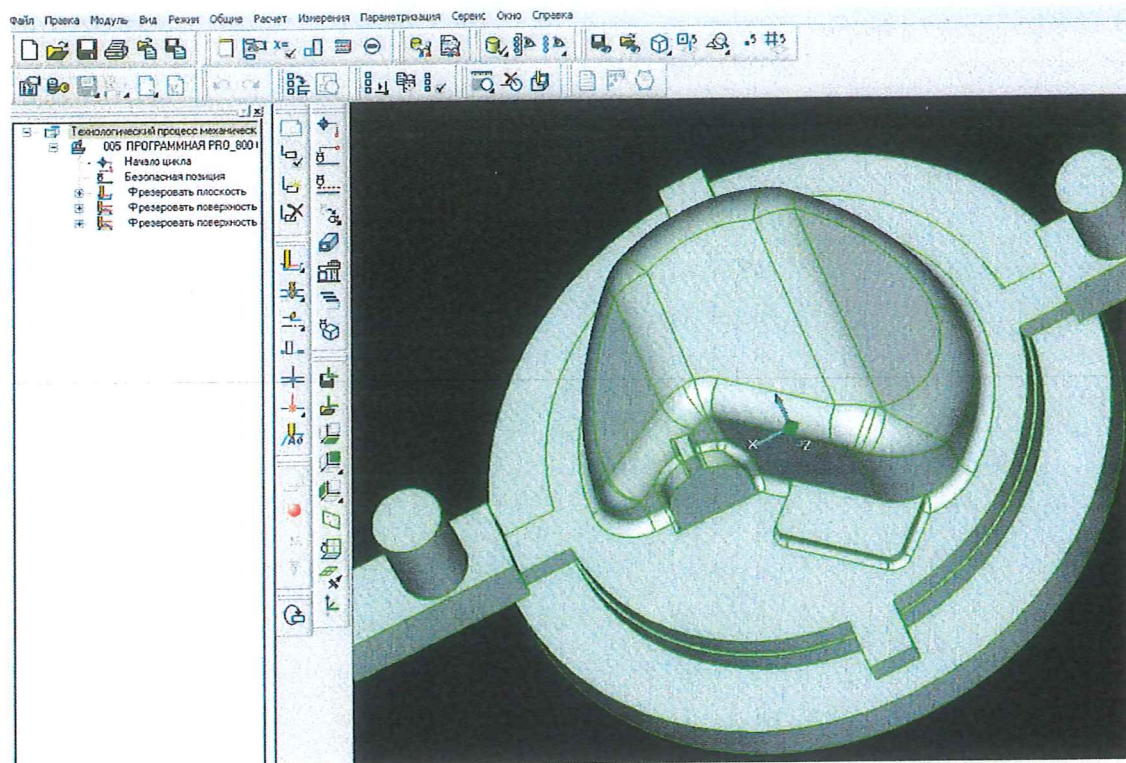 Файл Правка Модуль Вид Режим Общие Расчет Измерения Параметризация Сервис Окно Справка
Технологический процесс механическ
005 ПРОГРАММНАЯ PRO_800
Начало цикла
Безопасная позиция
Фрезеровать плоскость
Фрезеровать поверхность
Фрезеровать поверхность
X
Z